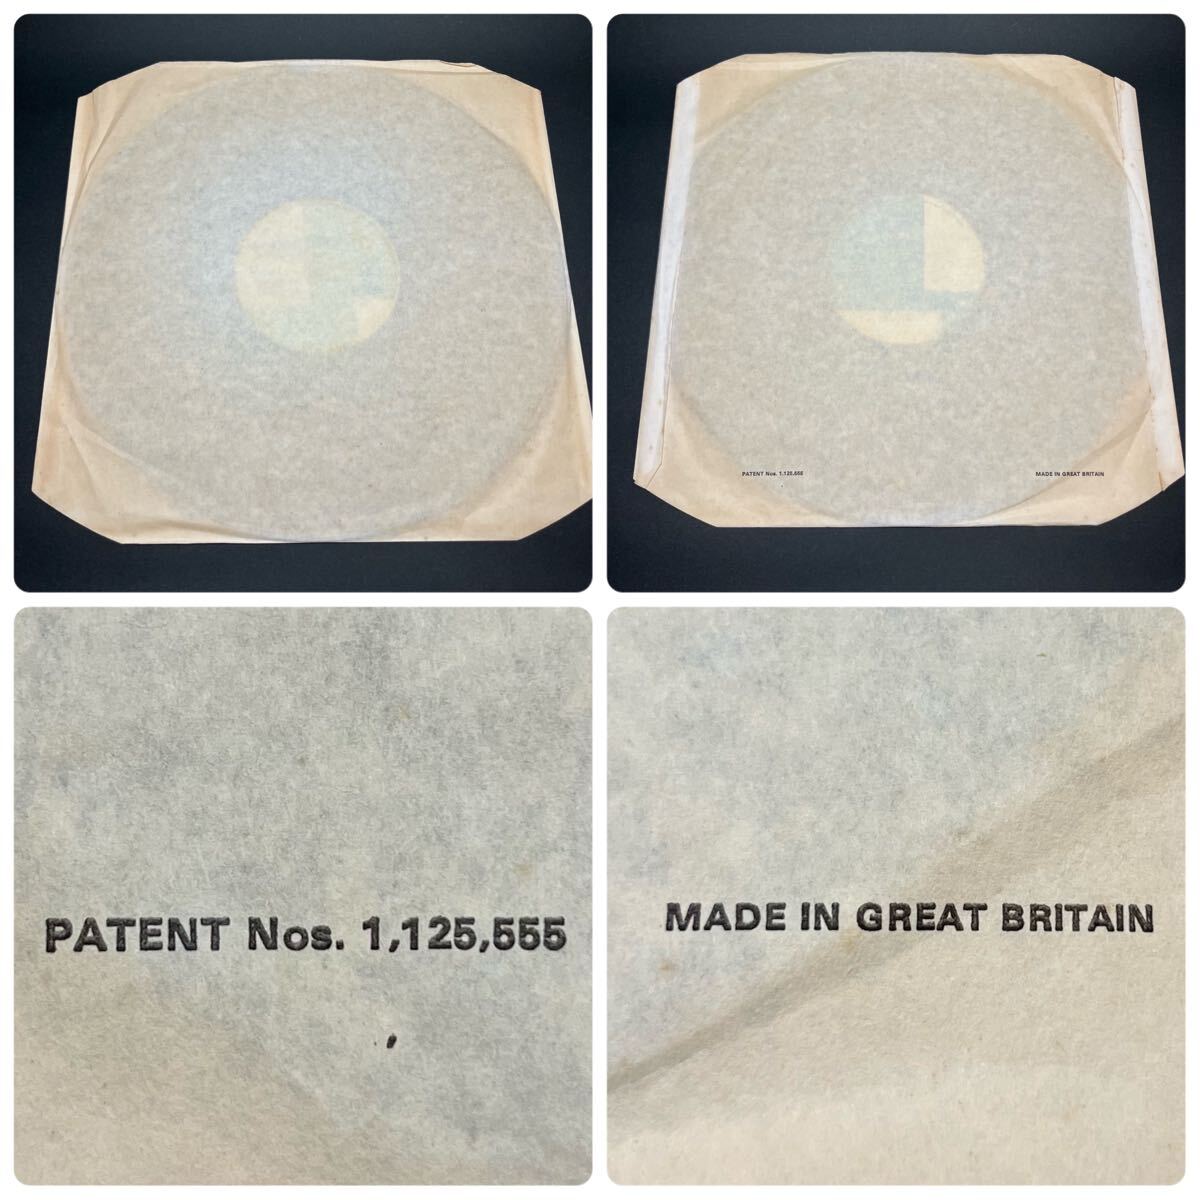 PATENT Nos. 1,125,555
MADE IN GREAT BRITAIN
PATENT Nos. 1,125,555
MADE IN GREAT BRITAIN